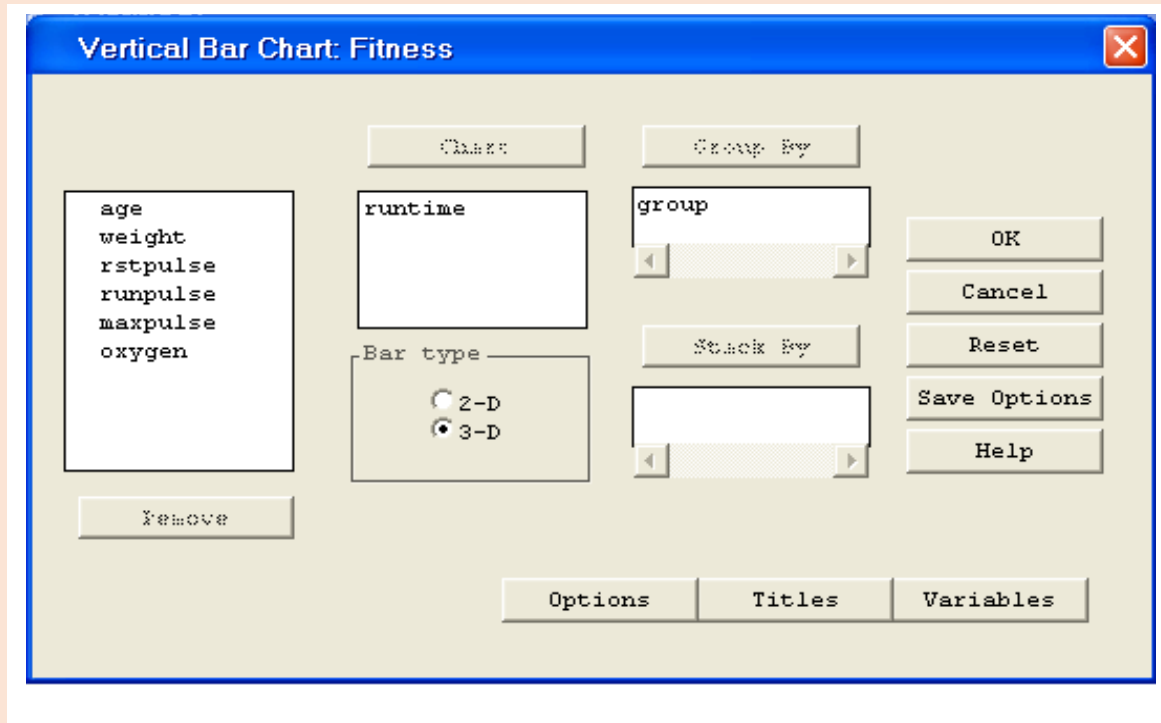 Vertical Bar Chart: Fitness
Chart
Group By
age
weight
rstpulse
runpulse
maxpulse
oxygen
Remove
runtime
Bar type
2-D
3-D
group
Stack By
OK
Cancel
Reset
Save Options
Help
Options
Titles
Variables